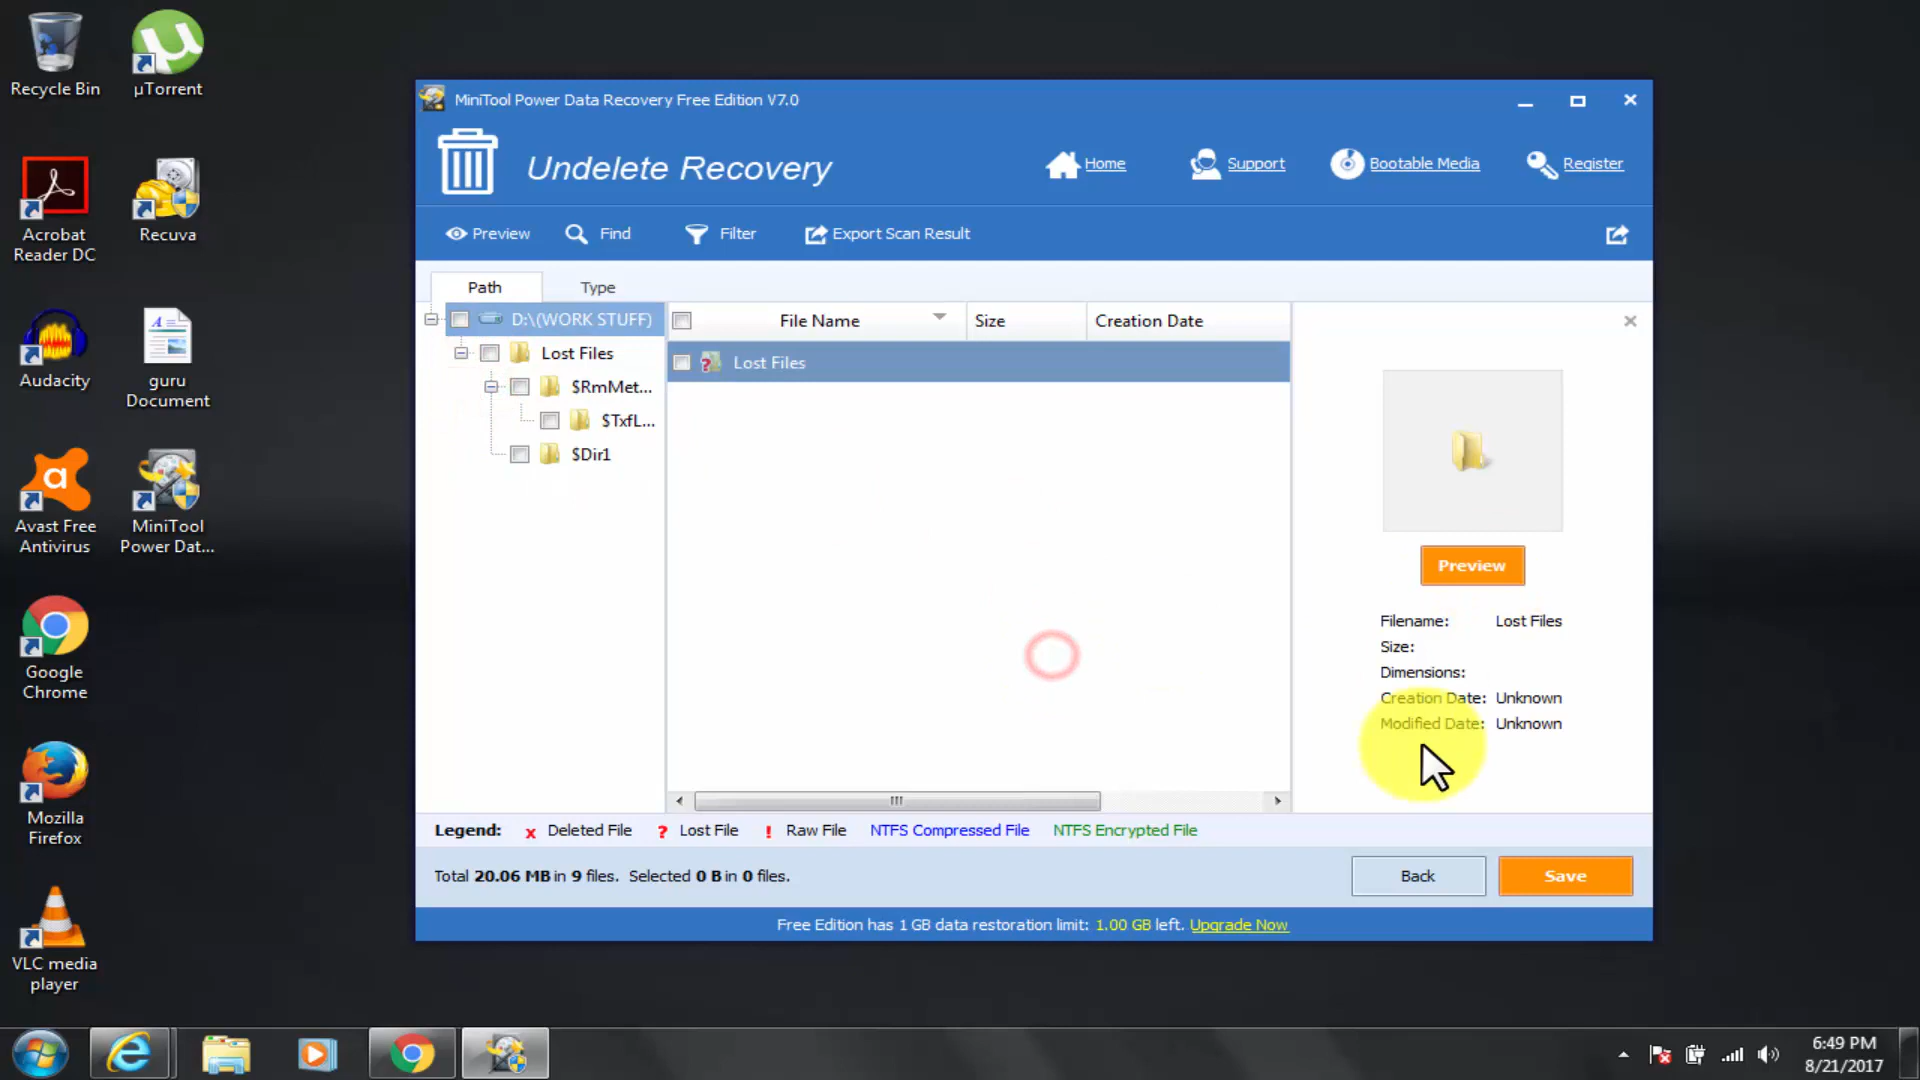 Recycle Bin
µTorrent
Acrobat
Reader DC
Recuva
Audacity
guru
Document
Avast Free
Antivirus
MiniTool
Power Dat...
Google
Chrome
Mozilla
Firefox
VLC media
player
MiniTool Power Data Recovery Free Edition V7.0
Undelete Recovery
Home
Support
Bootable Media
Register
Preview
Find
Filter
Export Scan Result
Path
Type
D:\(WORK STUFF)
Lost Files
$RmMet...
$TxfL...
$Dir1
File Name
Size
Creation Date
Lost Files
Preview
Filename: Lost Files
Size:
Dimensions:
Creation Date: Unknown
Modified Date: Unknown
Legend: x Deleted File ? Lost File ! Raw File NTFS Compressed File NTFS Encrypted File
Total 20.06 MB in 9 files. Selected 0 B in 0 files.
Back
Save
Free Edition has 1 GB data restoration limit: 1.00 GB left. Upgrade Now
6:49 PM
8/21/2017